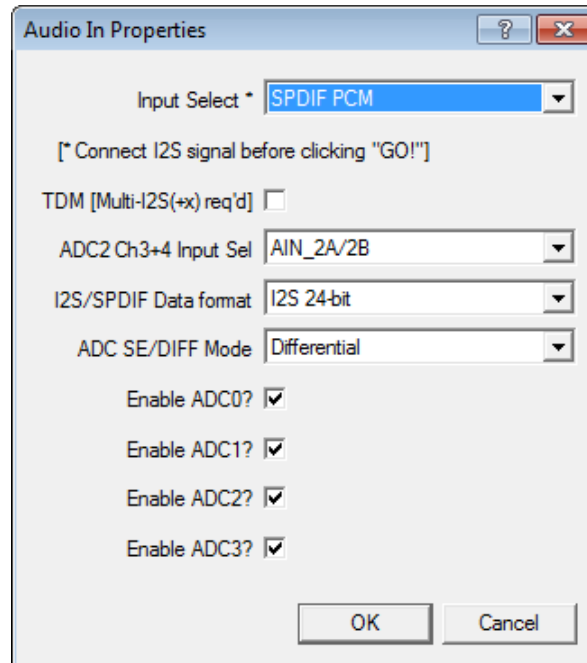 Audio In Properties
Input Select * SPDIF PCM
[* Connect I2S signal before clicking "GO!"]
TDM [Multi-I2S(+x) req'd]
ADC2 Ch3+4 Input Sel AIN_2A/2B
I2S/SPDIF Data format I2S 24-bit
ADC SE/DIFF Mode Differential
Enable ADC0?
Enable ADC1?
Enable ADC2?
Enable ADC3?
OK Cancel